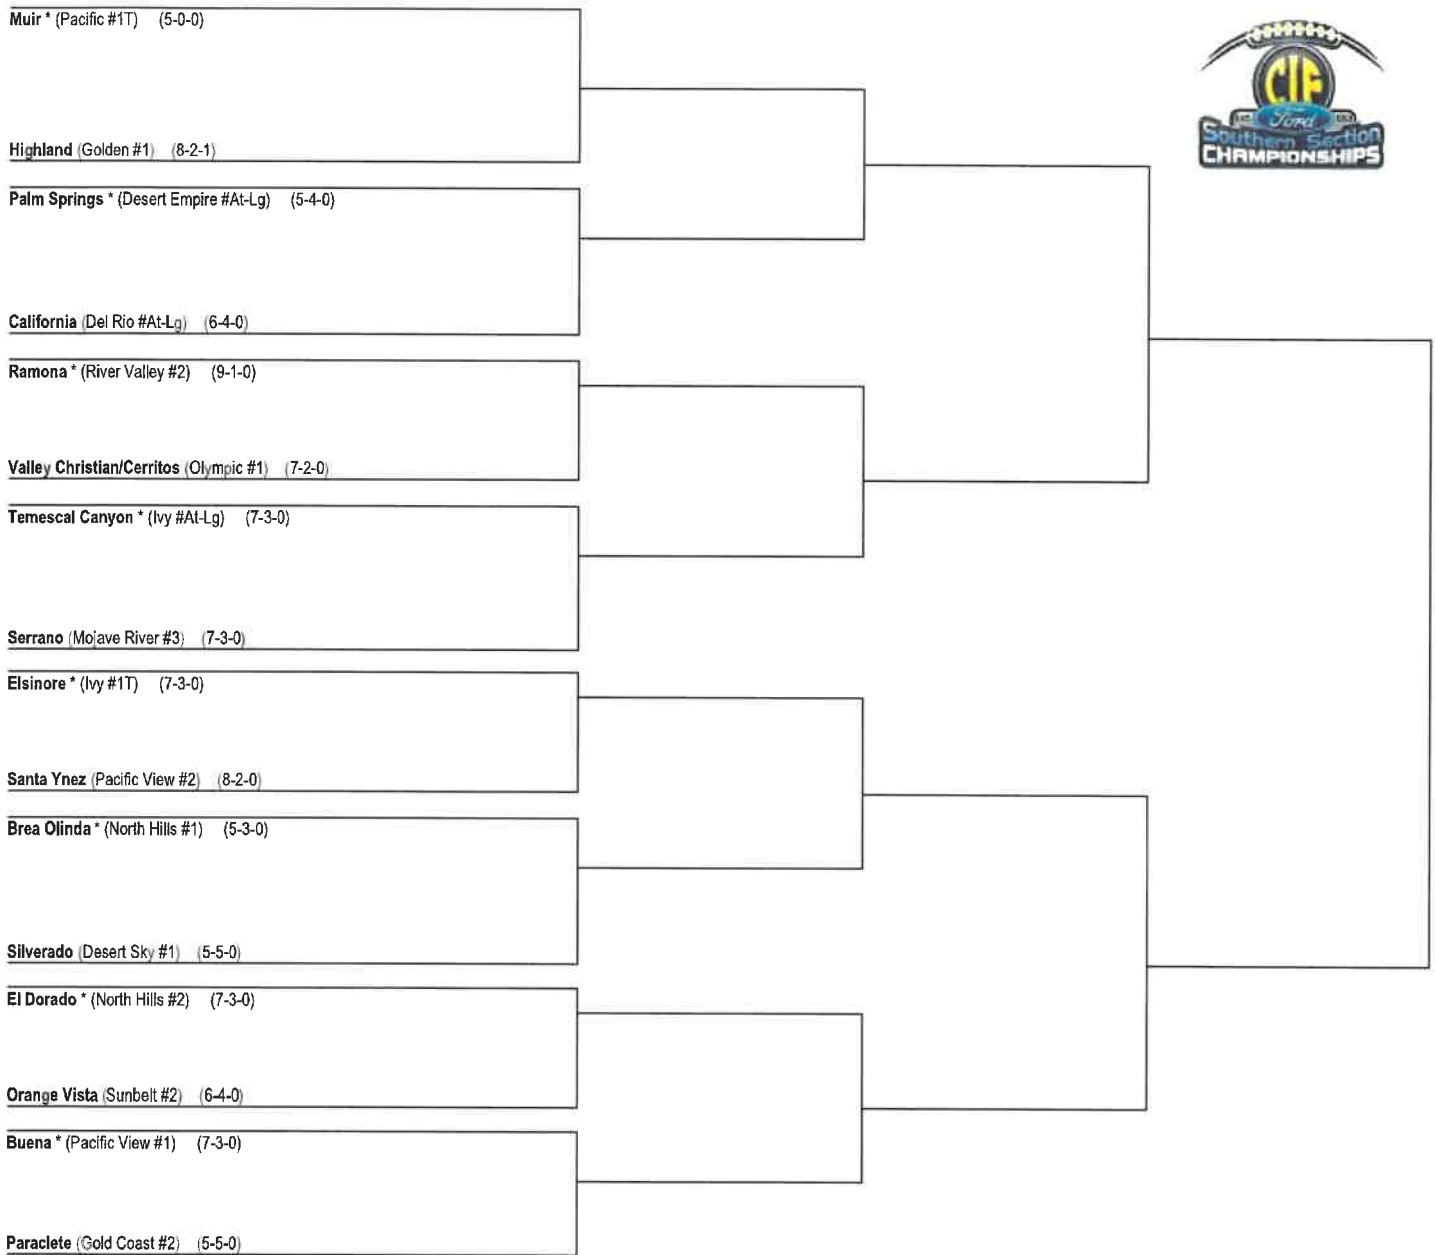 Muir * (Pacific #1T) (5-0-0)
Highland (Golden #1) (8-2-1)
Palm Springs * (Desert Empire #At-Lg) (5-4-0)
California (Del Rio #At-Lg) (6-4-0)
Ramona * (River Valley #2) (9-1-0)
Valley Christian/Cerritos (Olympic #1) (7-2-0)
Temescal Canyon * (Ivy #At-Lg) (7-3-0)
Serrano (Mojave River #3) (7-3-0)
Elsinore * (Ivy #1T) (7-3-0)
Santa Ynez (Pacific View #2) (8-2-0)
Brea Olinda * (North Hills #1) (5-3-0)
Silverado (Desert Sky #1) (5-5-0)
El Dorado * (North Hills #2) (7-3-0)
Orange Vista (Sunbelt #2) (6-4-0)
Buena * (Pacific View #1) (7-3-0)
Paraclete (Gold Coast #2) (5-5-0)
CIF
Ford
Southern Section
CHAMPIONSHIPS